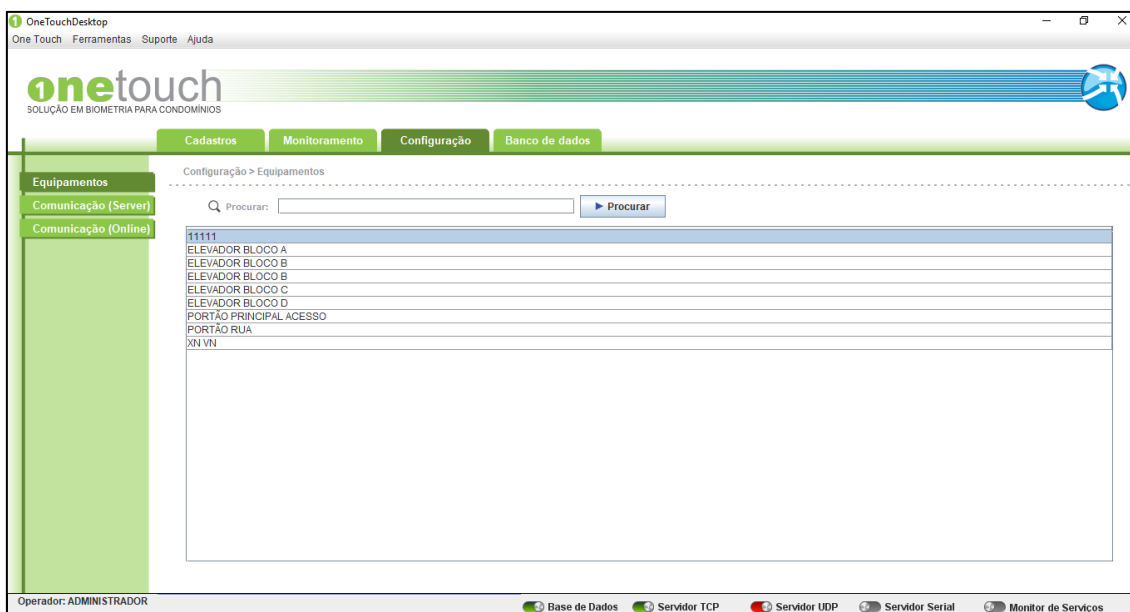 OneTouchDesktop
One Touch Ferramentas Suporte Ajuda
1 onetouch
SOLUÇÃO EM BIOMETRIA PARA CONDOMÍNIOS
Cadastros Monitoramento Configuração Banco de dados
Equipamentos
Comunicação (Server)
Comunicação (Online)
Configuração > Equipamentos
Procurar: Procurar
11111
ELEVADOR BLOCO A
ELEVADOR BLOCO B
ELEVADOR BLOCO B
ELEVADOR BLOCO C
ELEVADOR BLOCO D
PORTÃO PRINCIPAL ACESSO
PORTÃO RUA
XN VN
Operador: ADMINISTRADOR Base de Dados Servidor TCP Servidor UDP Servidor Serial Monitor de Serviços